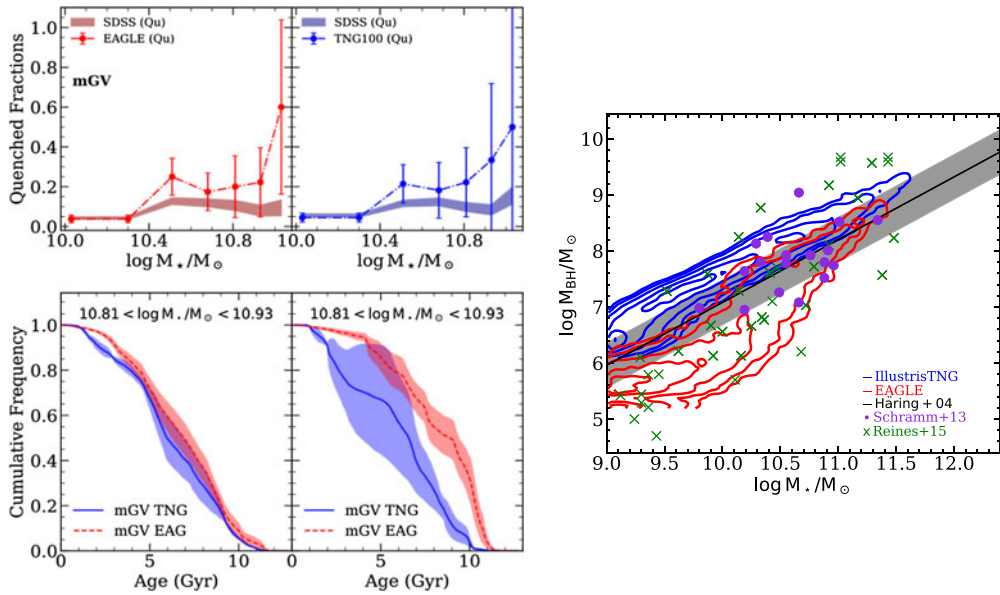 SDSS (Qu)
EAGLE (Qu)
mGV
SDSS (Qu)
TNG100 (Qu)
Quenched Fractions
1.0
0.8
0.6
0.4
0.2
0.0
10.0 10.4 10.8 10.0 10.4 10.8
log M⋆/M⊙ log M⋆/M⊙
10.81 < log M⋆/M⊙ < 10.93 10.81 < log M⋆/M⊙ < 10.93
Cumulative Frequency
1.0
0.8
0.6
0.4
0.2
0.0
mGV TNG
mGV EAG
mGV TNG
mGV EAG
0 5 10 0 5 10
Age (Gyr) Age (Gyr)
log M_BH/M⊙
10
9
8
7
6
5
IllustrisTNG
EAGLE
Häring + 04
Schramm+13
Reines+15
9.0 9.5 10.0 10.5 11.0 11.5 12.0
log M⋆/M⊙